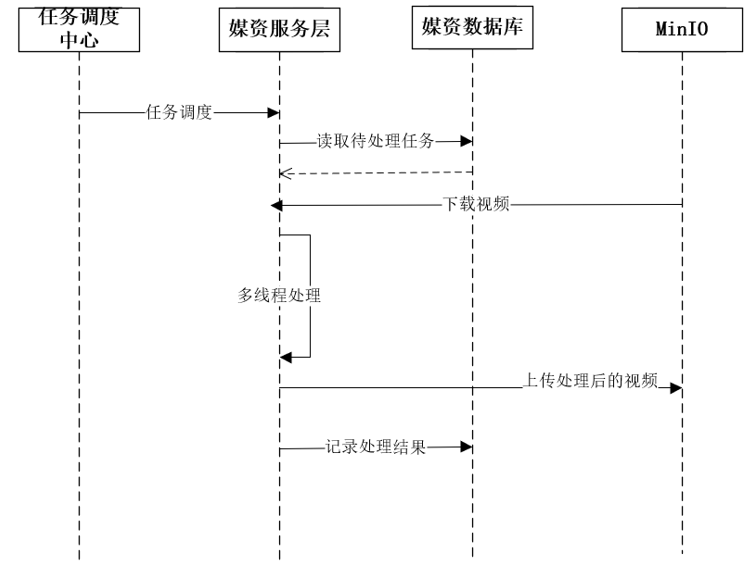 任务调度
中心
媒资服务层
媒资数据库
MinIO
任务调度
读取待处理任务
下载视频
多线程处理
上传处理后的视频
记录处理结果